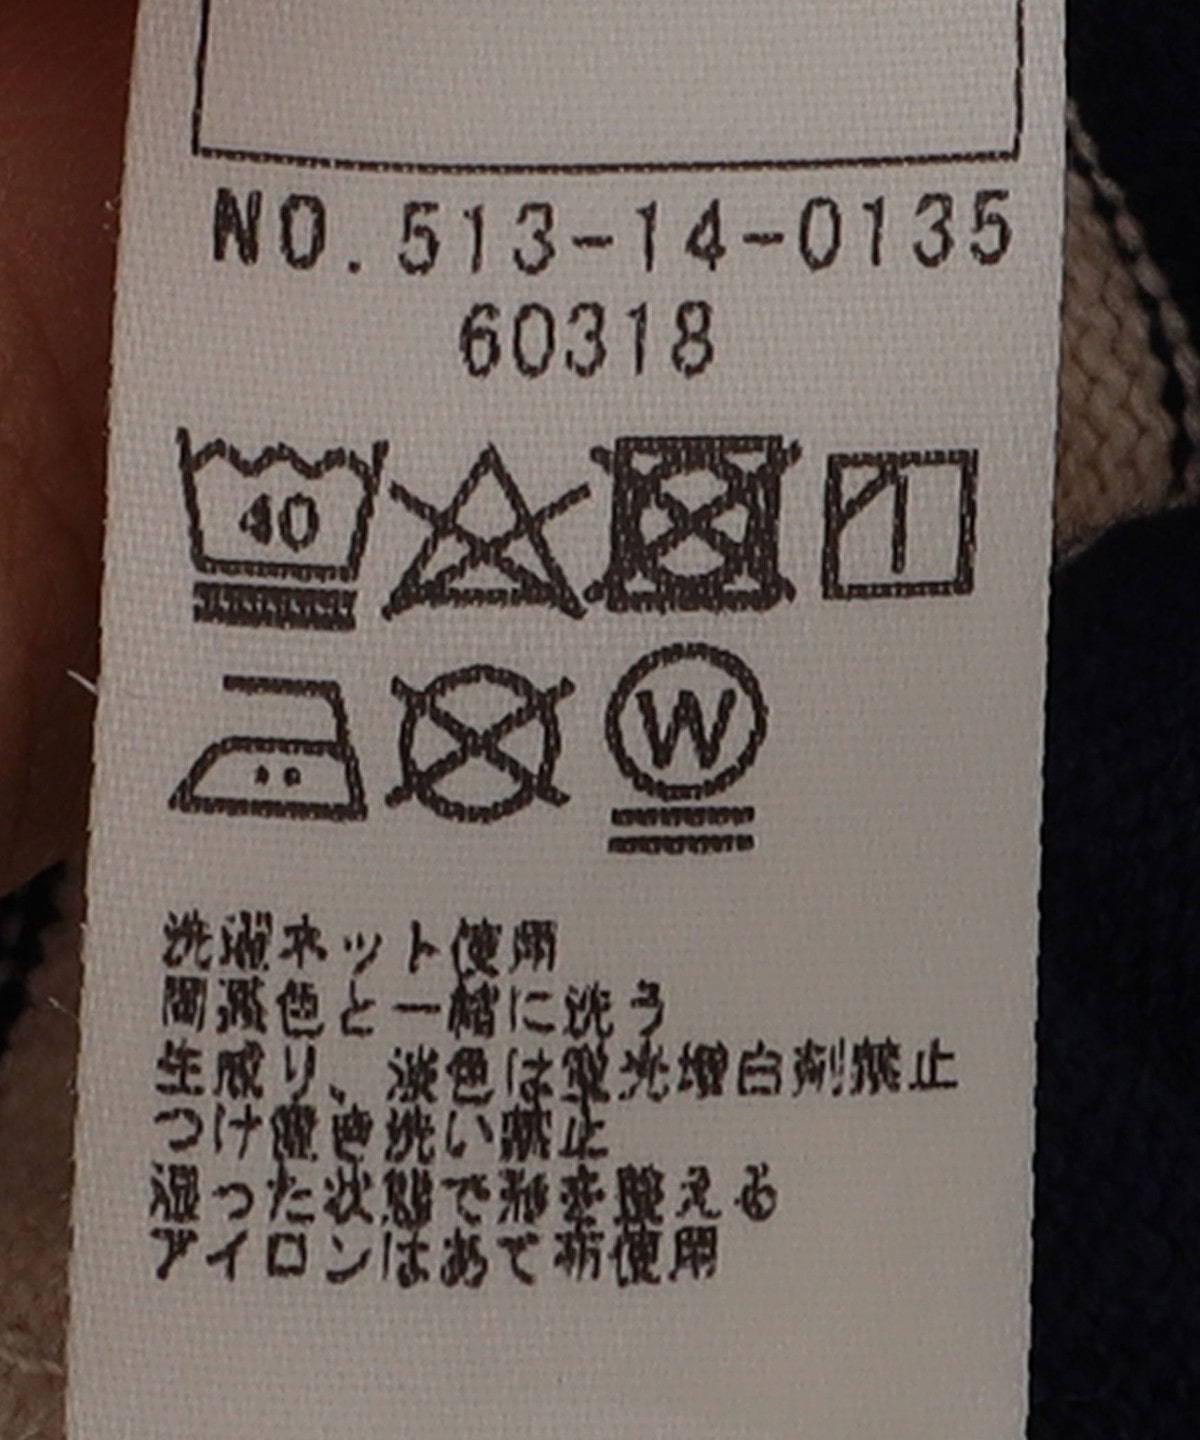 NO.513-14-0135
60318
40
W
洗濯ネット使用
同系色と一緒に洗う
生成り、淡色は蛍光増白剤禁止
つけ置き洗い禁止
湿った状態で形を整える
アイロンはあて布使用